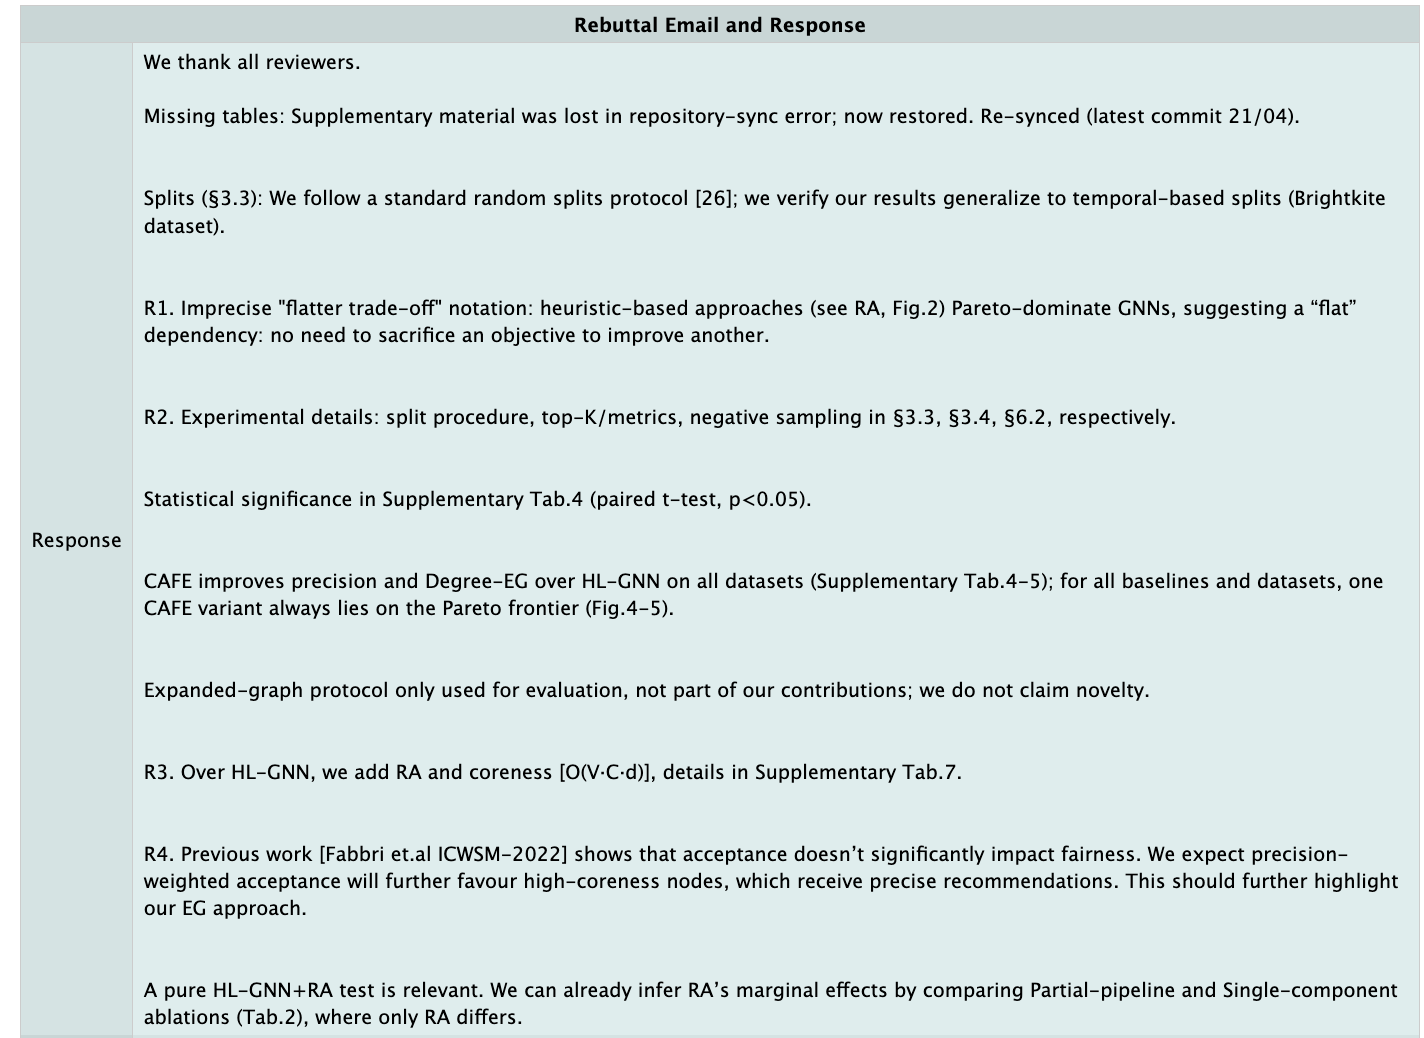 Rebuttal Email and Response
We thank all reviewers.
Missing tables: Supplementary material was lost in repository-sync error; now restored. Re-synced (latest commit 21/04).
Splits (§3.3): We follow a standard random splits protocol [26]; we verify our results generalize to temporal-based splits (Brightkite
dataset).
R1. Imprecise "flatter trade-off" notation: heuristic-based approaches (see RA, Fig.2) Pareto-dominate GNNs, suggesting a “flat”
dependency: no need to sacrifice an objective to improve another.
R2. Experimental details: split procedure, top-K/metrics, negative sampling in §3.3, §3.4, §6.2, respectively.
Statistical significance in Supplementary Tab.4 (paired t-test, p<0.05).
Response
CAFE improves precision and Degree-EG over HL-GNN on all datasets (Supplementary Tab.4-5); for all baselines and datasets, one
CAFE variant always lies on the Pareto frontier (Fig.4-5).
Expanded-graph protocol only used for evaluation, not part of our contributions; we do not claim novelty.
R3. Over HL-GNN, we add RA and coreness [O(V·C·d)], details in Supplementary Tab.7.
R4. Previous work [Fabbri et.al ICWSM-2022] shows that acceptance doesn’t significantly impact fairness. We expect precision-
weighted acceptance will further favour high-coreness nodes, which receive precise recommendations. This should further highlight
our EG approach.
A pure HL-GNN+RA test is relevant. We can already infer RA’s marginal effects by comparing Partial-pipeline and Single-component
ablations (Tab.2), where only RA differs.